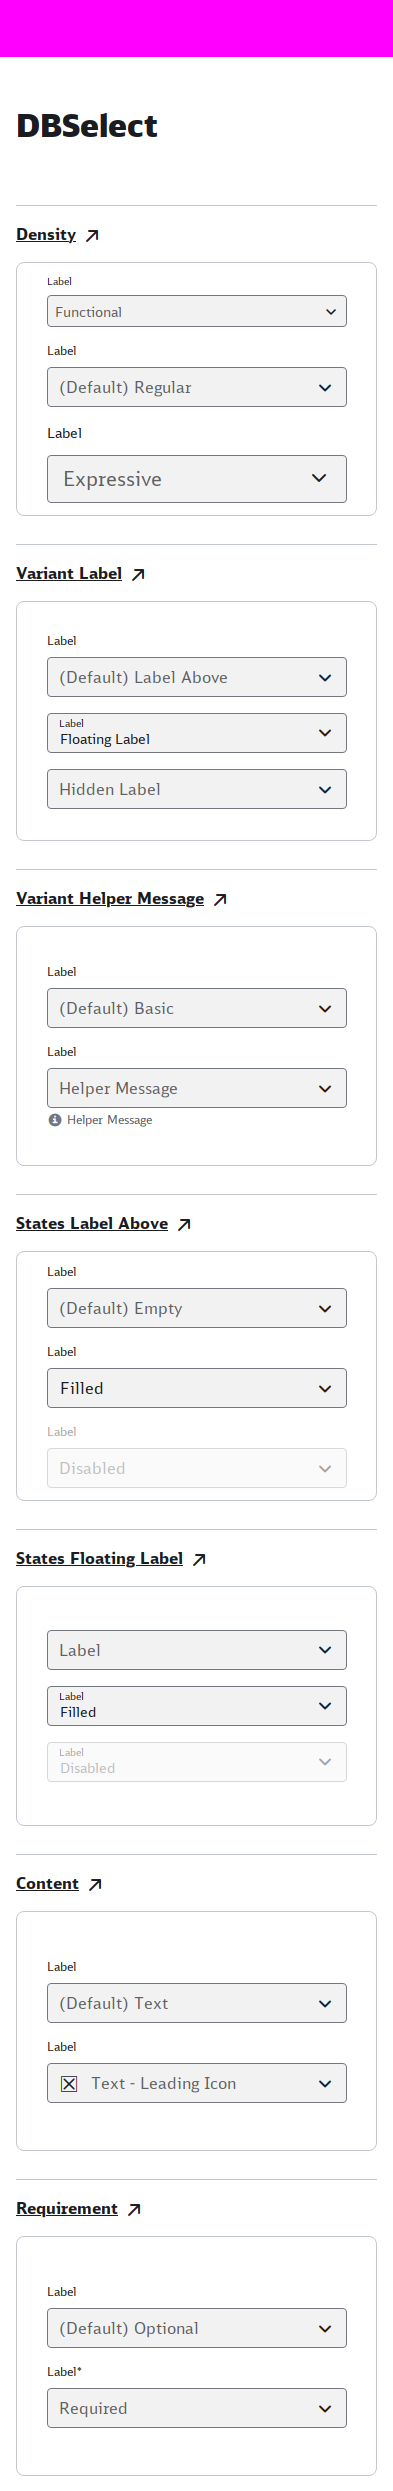 DBSelect
Density
Label
Functional
Label
(Default) Regular
Label
Expressive
Variant Label
Label
(Default) Label Above
Label
Floating Label
Hidden Label
Variant Helper Message
Label
(Default) Basic
Label
Helper Message
Helper Message
States Label Above
Label
(Default) Empty
Label
Filled
Label
Disabled
States Floating Label
Label
Label
Filled
Label
Disabled
Content
Label
(Default) Text
Label
Text - Leading Icon
Requirement
Label
(Default) Optional
Label*
Required